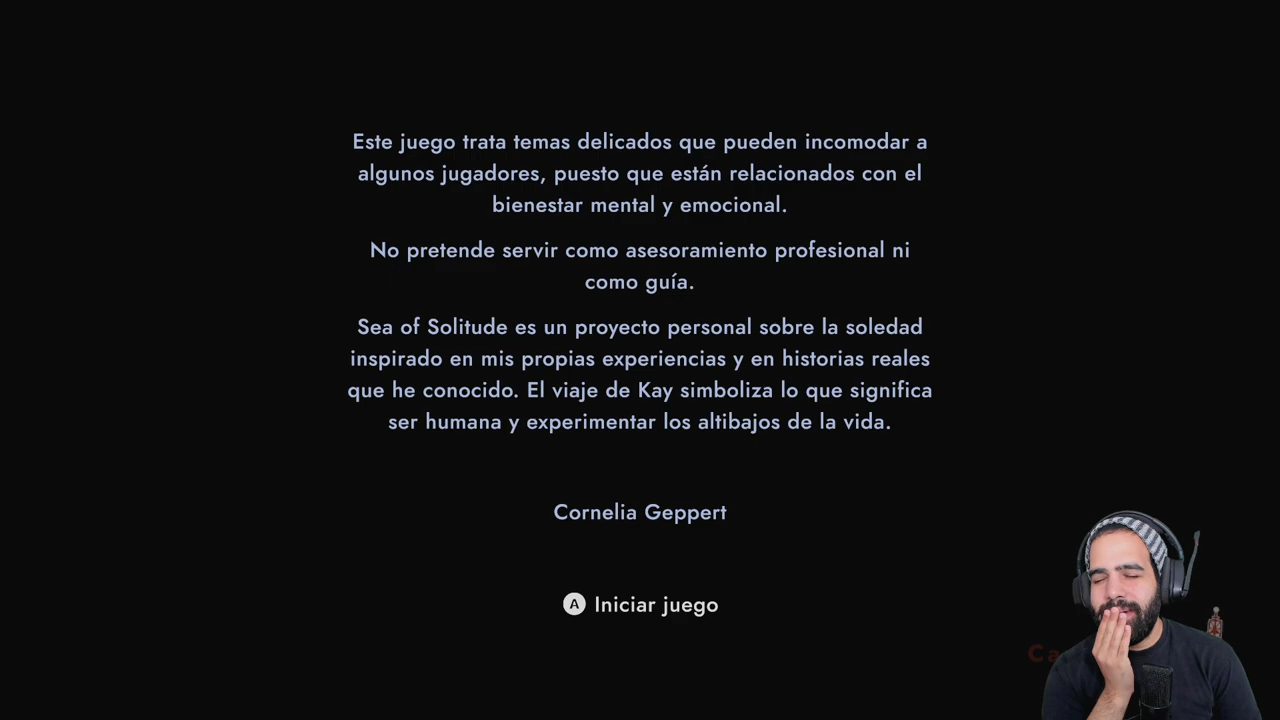 Este juego trata temas delicados que pueden incomodar a
algunos jugadores, puesto que están relacionados con el
bienestar mental y emocional.
No pretende servir como asesoramiento profesional ni
como guía.
Sea of Solitude es un proyecto personal sobre la soledad
inspirado en mis propias experiencias y en historias reales
que he conocido. El viaje de Kay simboliza lo que significa
ser humana y experimentar los altibajos de la vida.
Cornelia Geppert
A Iniciar juego